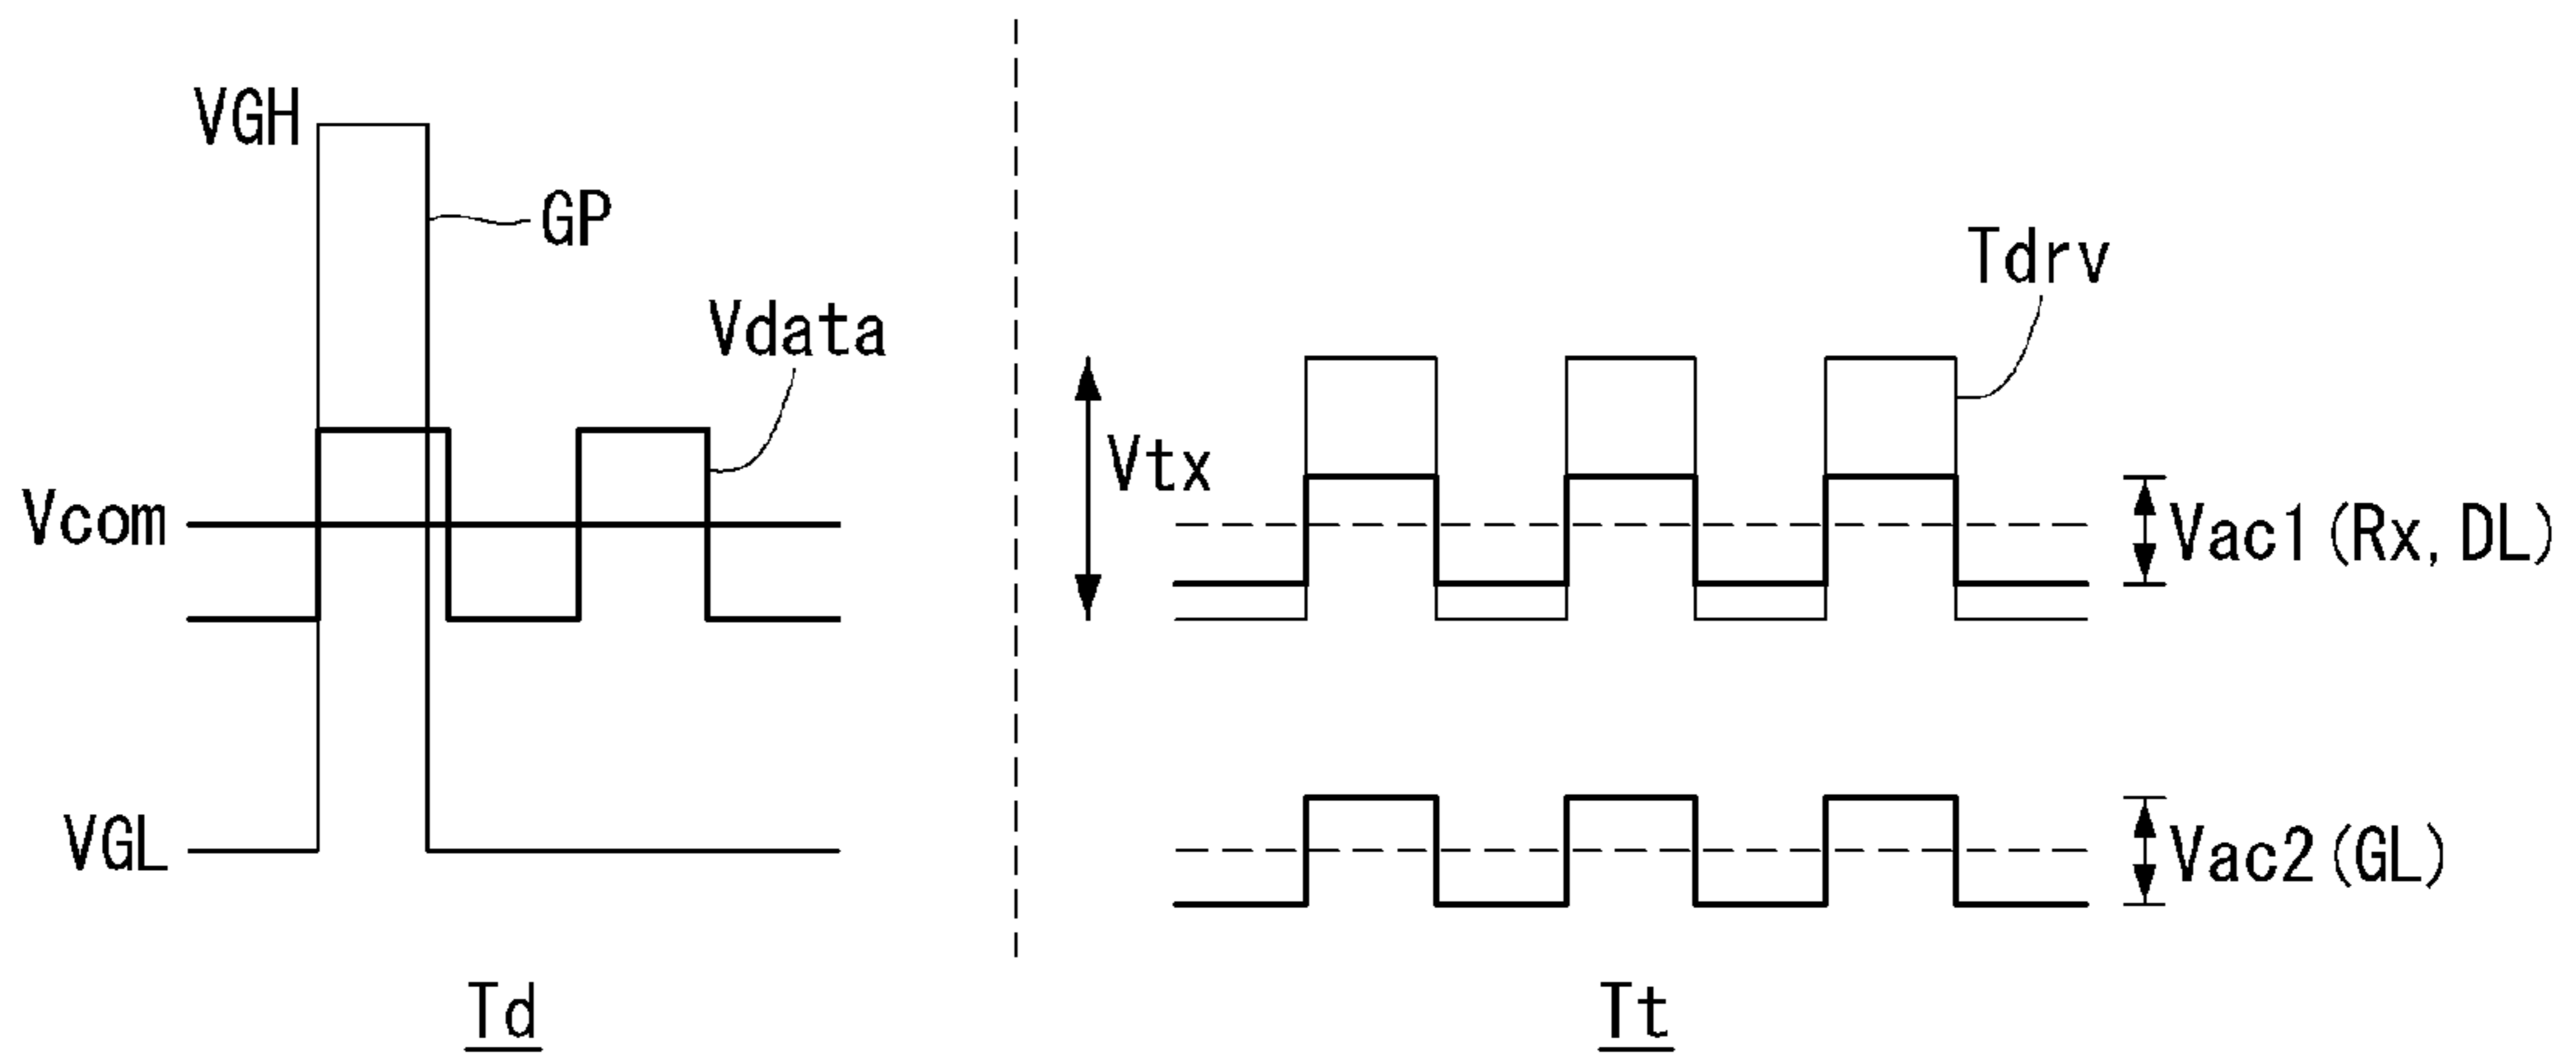 VGH
GP
Tdrv
Vdata
Vtx
Vcom
Vac1(Rx, DL)
VGL
Vac2(GL)
Td
Tt